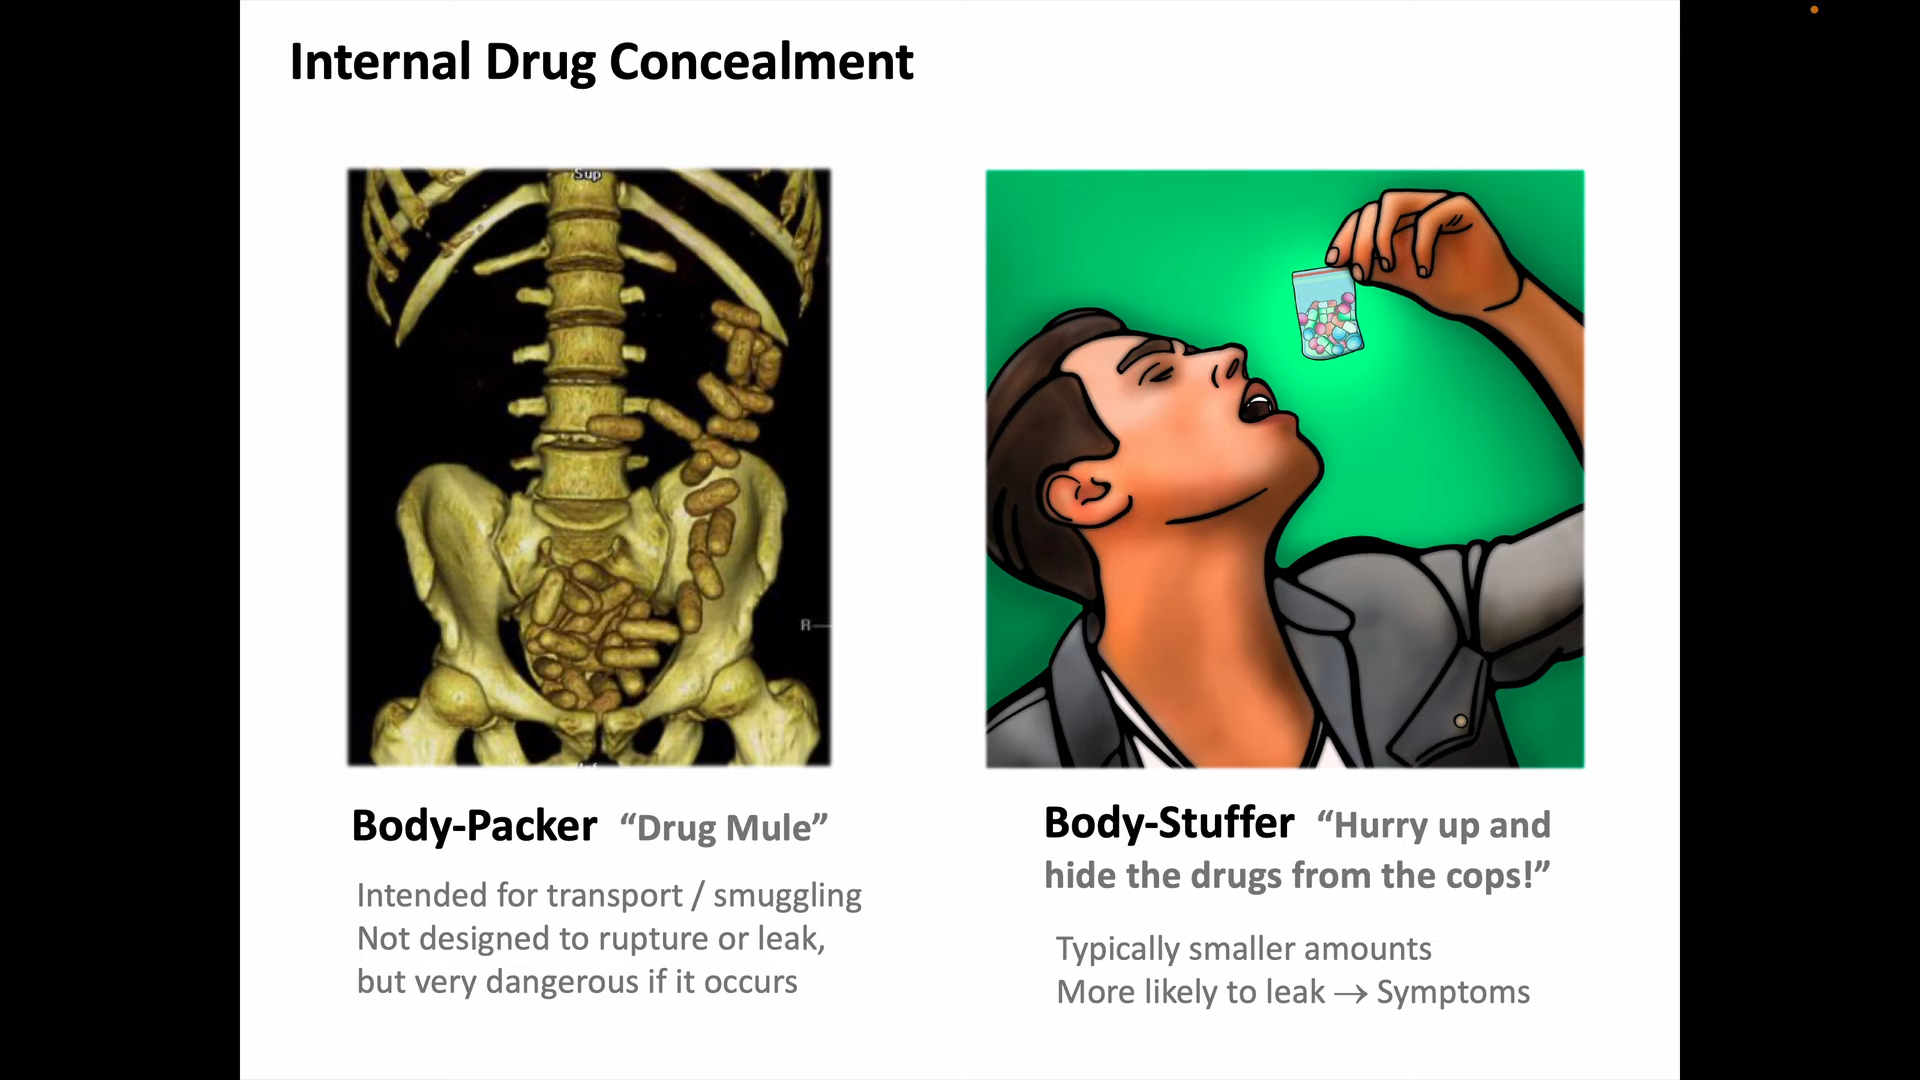 Internal Drug Concealment
Sup
R
Body-Packer “Drug Mule”
Intended for transport / smuggling
Not designed to rupture or leak,
but very dangerous if it occurs
Body-Stuffer “Hurry up and
hide the drugs from the cops!”
Typically smaller amounts
More likely to leak → Symptoms